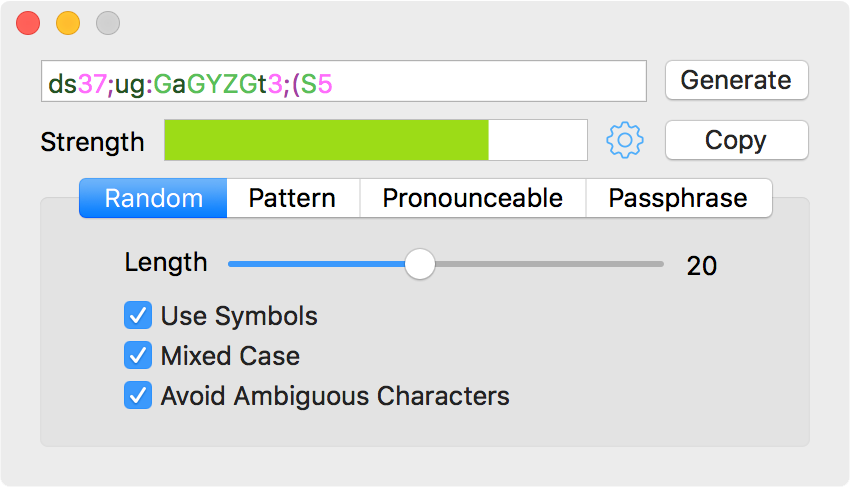 ds37;ug:GaGYZGt3;(S5 Generate
Strength Copy
Random Pattern Pronounceable Passphrase
Length 20
Use Symbols
Mixed Case
Avoid Ambiguous Characters